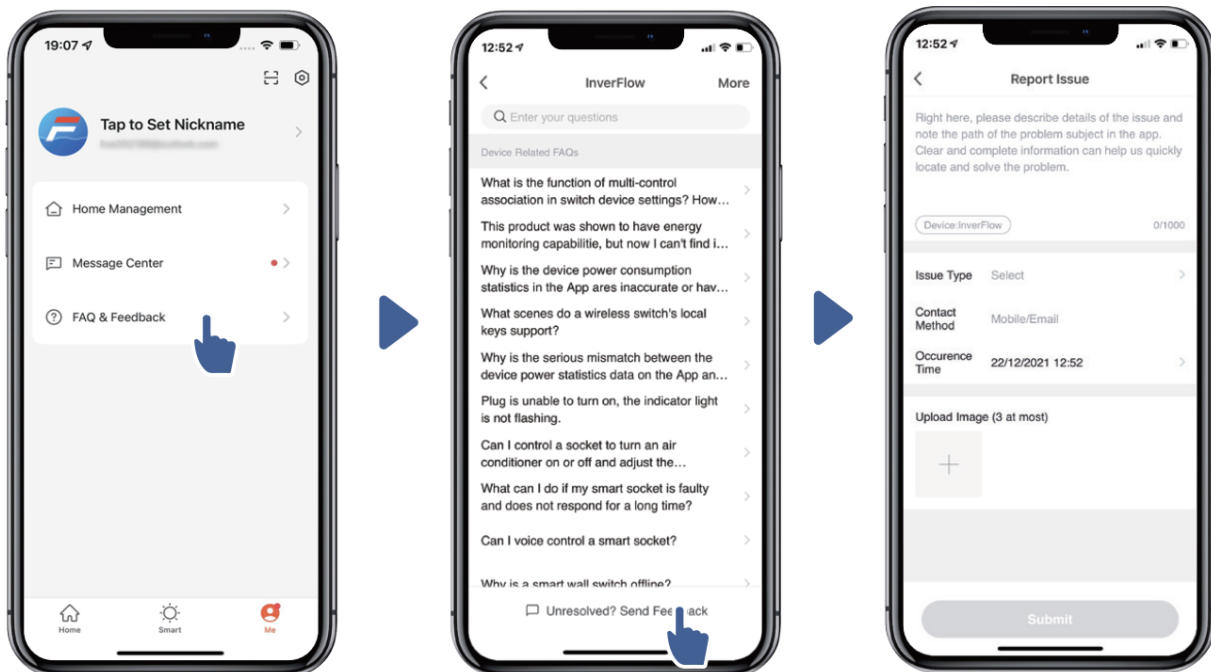 19:07
Tap to Set Nickname
Home Management
Message Center
FAQ & Feedback
Home
Smart
Me
12:52
InverFlow
More
Enter your questions
Device Related FAQs
What is the function of multi-control
association in switch device settings? How...
This product was shown to have energy
monitoring capabilitie, but now I can't find i...
Why is the device power consumption
statistics in the App ares inaccurate or hav...
What scenes do a wireless switch's local
keys support?
Why is the serious mismatch between the
device power statistics data on the App an...
Plug is unable to turn on, the indicator light
is not flashing.
Can I control a socket to turn an air
conditioner on or off and adjust the...
What can I do if my smart socket is faulty
and does not respond for a long time?
Can I voice control a smart socket?
Why is a smart wall switch offline?
Unresolved? Send Feedback
12:52
Report Issue
Right here, please describe details of the issue and
note the path of the problem subject in the app.
Clear and complete information can help us quickly
locate and solve the problem.
Device:InverFlow
0/1000
Issue Type Select
Contact
Method
Mobile/Email
Occurence
Time
22/12/2021 12:52
Upload Image (3 at most)
Submit